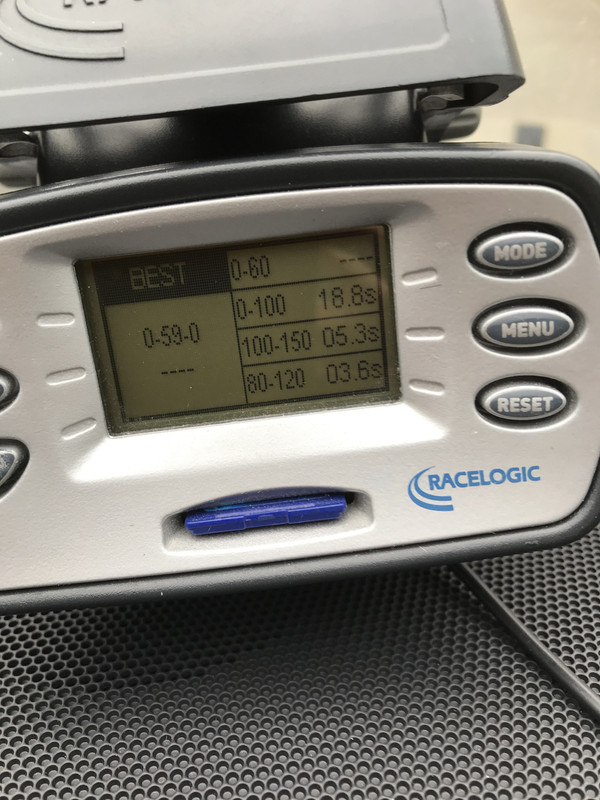 BEST
0-59-0
----
0-60 ----
0-100 18.8s
100-150 05.3s
80-120 03.6s
MODE
MENU
RESET
RACELOGIC